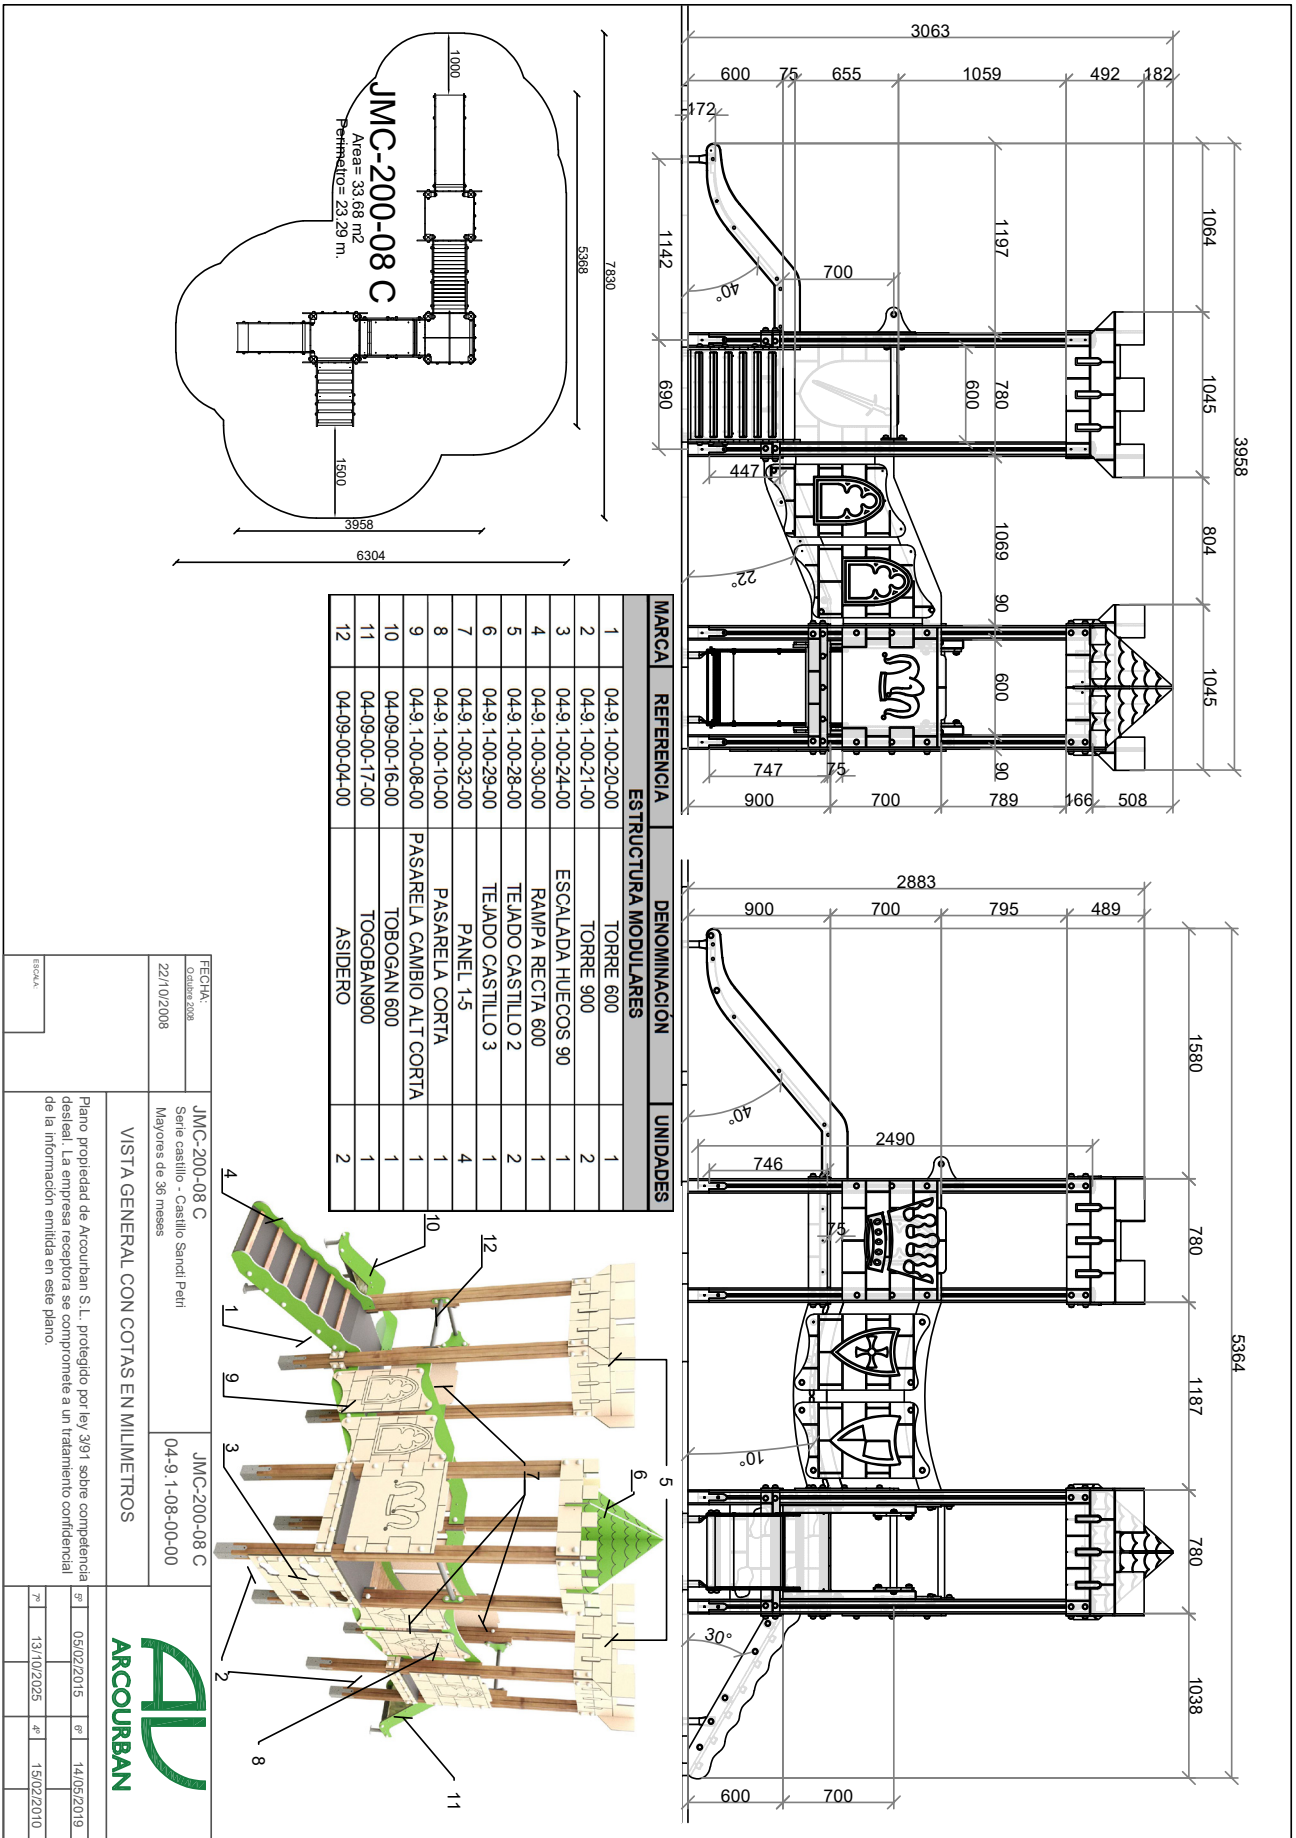 3063
600 75 655 1059 492 182
172
1197
1142
700
40°
780
600
690
447
1069
22°
90
600
90
747
75
900 700 789 166 508
1064
1045
3958
804
1045
2883
900 700 795 489
1580
40°
2490
746
75
780
5364
1187
10°
780
30°
1038
600 700
7830
5368
1000
JMC-200-08 C
Area= 33.68 m2
Perimetro= 23.29 m.
1500
3958
6304
ESTRUCTURA MODULARES
MARCA REFERENCIA DENOMINACIÓN UNIDADES
1 04-9.1-00-20-00 TORRE 600 1
2 04-9.1-00-21-00 TORRE 900 2
3 04-9.1-00-24-00 ESCALADA HUECOS 90 1
4 04-9.1-00-30-00 RAMPA RECTA 600 1
5 04-9.1-00-28-00 TEJADO CASTILLO 2 2
6 04-9.1-00-29-00 TEJADO CASTILLO 3 1
7 04-9.1-00-32-00 PANEL 1-5 4
8 04-9.1-00-10-00 PASARELA CORTA 1
9 04-9.1-00-08-00 PASARELA CAMBIO ALT CORTA 1
10 04-09-00-16-00 TOBOGAN 600 1
11 04-09-00-17-00 TOGOBAN900 1
12 04-09-00-04-00 ASIDERO 2
5
6
7
12
10
4
1
9
3
2
8
11
FECHA:
Octubre 2008
22/10/2008
ESCALA:
JMC-200-08 C
Serie castillo - Castillo Sancti Petri
Mayores de 36 meses
JMC-200-08 C
04-9.1-08-00-00
VISTA GENERAL CON COTAS EN MILIMETROS
Plano propiedad de Arcourban S.L. protegido por ley 3/91 sobre competencia
desleal. La empresa receptora se compromete a un tratamiento confidencial
de la información emitida en este plano.
ARCOURBAN
5º 05/02/2015 6º 14/05/2019
7º 13/10/2025 4º 15/02/2010